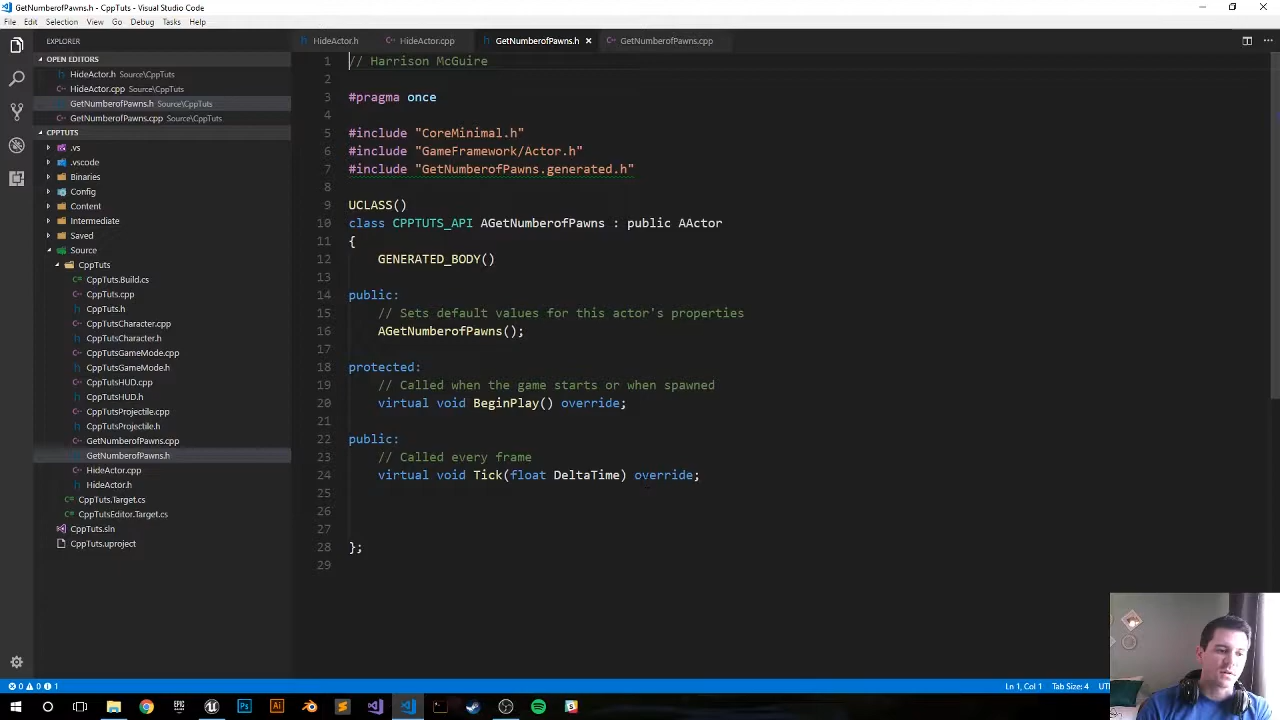 GetNumberofPawns.h - CppTuts - Visual Studio Code
File Edit Selection View Go Debug Tasks Help
EXPLORER
HideActor.h
HideActor.cpp
GetNumberofPawns.h
GetNumberofPawns.cpp
OPEN EDITORS
HideActor.h Source\CppTuts
HideActor.cpp Source\CppTuts
GetNumberofPawns.h Source\CppTuts
GetNumberofPawns.cpp Source\CppTuts
CPPTUTS
.vs
.vscode
Binaries
Config
Content
Intermediate
Saved
Source
CppTuts
CppTuts.Build.cs
CppTuts.cpp
CppTuts.h
CppTutsCharacter.cpp
CppTutsCharacter.h
CppTutsGameMode.cpp
CppTutsGameMode.h
CppTutsHUD.cpp
CppTutsHUD.h
CppTutsProjectile.cpp
CppTutsProjectile.h
GetNumberofPawns.cpp
GetNumberofPawns.h
HideActor.cpp
HideActor.h
CppTuts.Target.cs
CppTutsEditor.Target.cs
CppTuts.sln
CppTuts.uproject
1 // Harrison McGuire
2
3 #pragma once
4
5 #include "CoreMinimal.h"
6 #include "GameFramework/Actor.h"
7 #include "GetNumberofPawns.generated.h"
8
9 UCLASS()
10 class CPPTUTS_API AGetNumberofPawns : public AActor
11 {
12 GENERATED_BODY()
13
14 public:
15 // Sets default values for this actor's properties
16 AGetNumberofPawns();
17
18 protected:
19 // Called when the game starts or when spawned
20 virtual void BeginPlay() override;
21
22 public:
23 // Called every frame
24 virtual void Tick(float DeltaTime) override;
25
26
27
28 };
29
0 0 1
Ln 1, Col 1 Tab Size: 4 UT